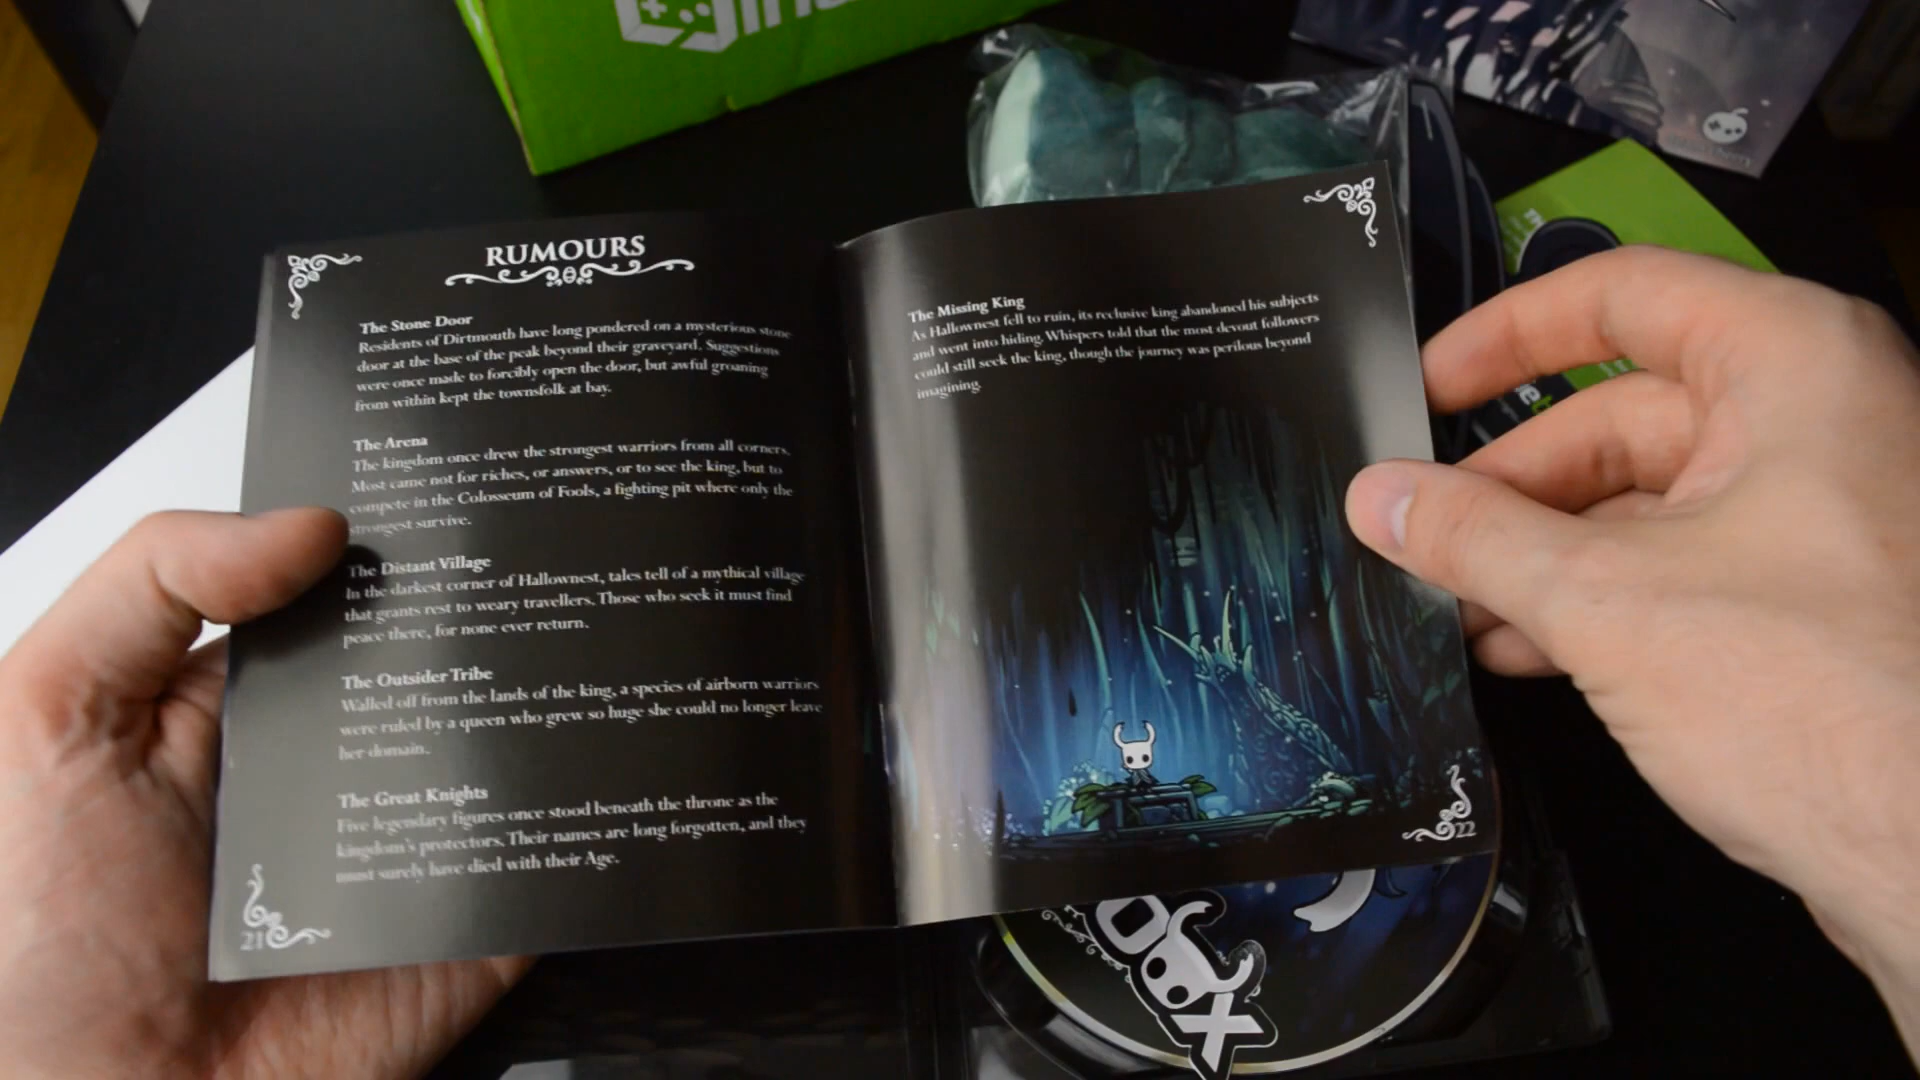 RUMOURS
The Stone Door
Residents of Dirtmouth have long pondered on a mysterious stone
door at the base of the peak beyond their graveyard. Suggestions
were once made to forcibly open the door, but awful groaning
from within kept the townsfolk at bay.
The Arena
The kingdom once drew the strongest warriors from all corners.
Most came not for riches, or answers, or to see the king, but to
compete in the Colosseum of Fools, a fighting pit where only the
strongest survive.
The Distant Village
In the darkest corner of Hallownest, tales tell of a mythical village
that grants rest to weary travellers. Those who seek it must find
peace there, for none ever return.
The Outsider Tribe
Walled off from the lands of the king, a species of airborn warriors
were ruled by a queen who grew so huge she could no longer leave
her domain.
The Great Knights
Five legendary figures once stood beneath the throne as the
kingdom's protectors. Their names are long forgotten, and they
must surely have died with their Age.
21
The Missing King
As Hallownest fell to ruin, its reclusive king abandoned his subjects
and went into hiding. Whispers told that the most devout followers
could still seek the king, though the journey was perilous beyond
imagining.
22